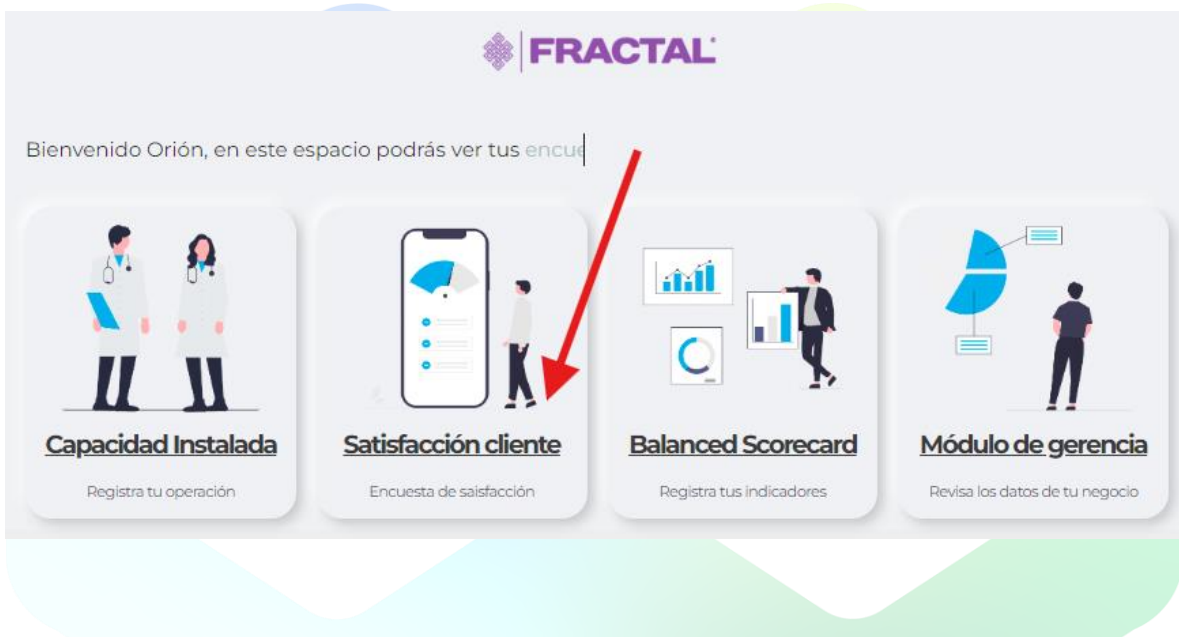 FRACTAL
Bienvenido Orión, en este espacio podrás ver tus encue
Capacidad Instalada
Registra tu operación
Satisfacción cliente
Encuesta de saisfacción
Balanced Scorecard
Registra tus indicadores
Módulo de gerencia
Revisa los datos de tu negocio